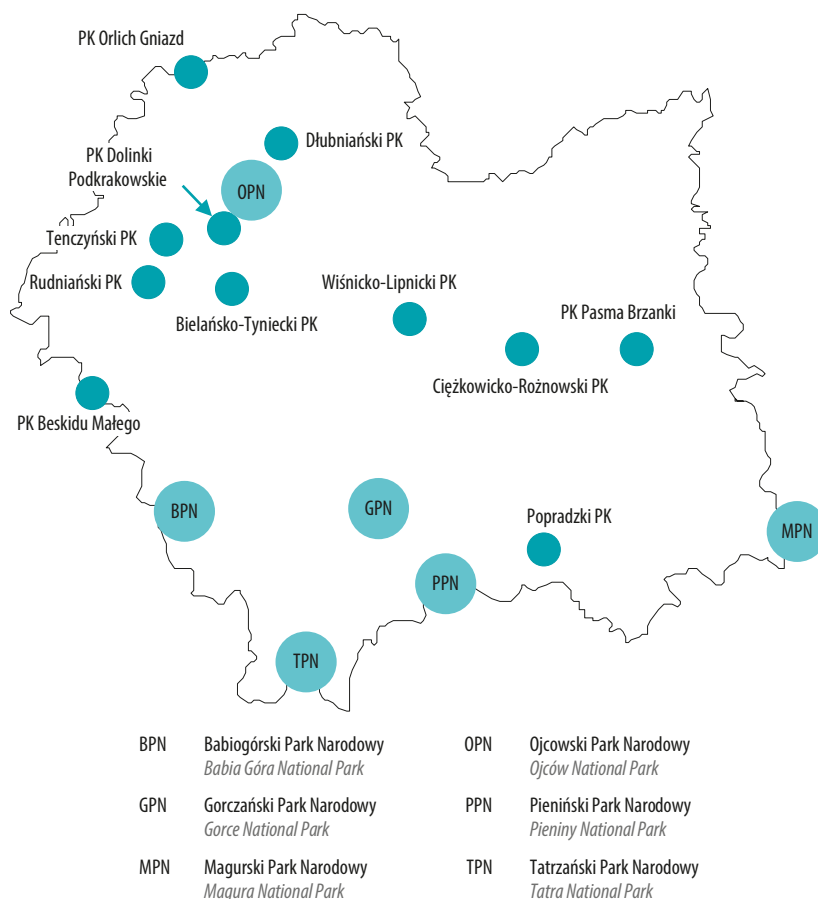 PK Orlich Gniazd
Dłubniański PK
PK Dolinki
Podkrakowskie
OPN
Tenczyński PK
Rudniański PK
Bielańsko-Tyniecki PK
Wiśnicko-Lipnicki PK
PK Pasma Brzanki
Ciężkowicko-Rożnowski PK
PK Beskidu Małego
BPN
GPN
Popradzki PK
MPN
PPN
TPN
BPN Babiogórski Park Narodowy
Babia Góra National Park
OPN Ojcowski Park Narodowy
Ojców National Park
GPN Gorczański Park Narodowy
Gorce National Park
PPN Pieniński Park Narodowy
Pieniny National Park
MPN Magurski Park Narodowy
Magura National Park
TPN Tatrzański Park Narodowy
Tatra National Park